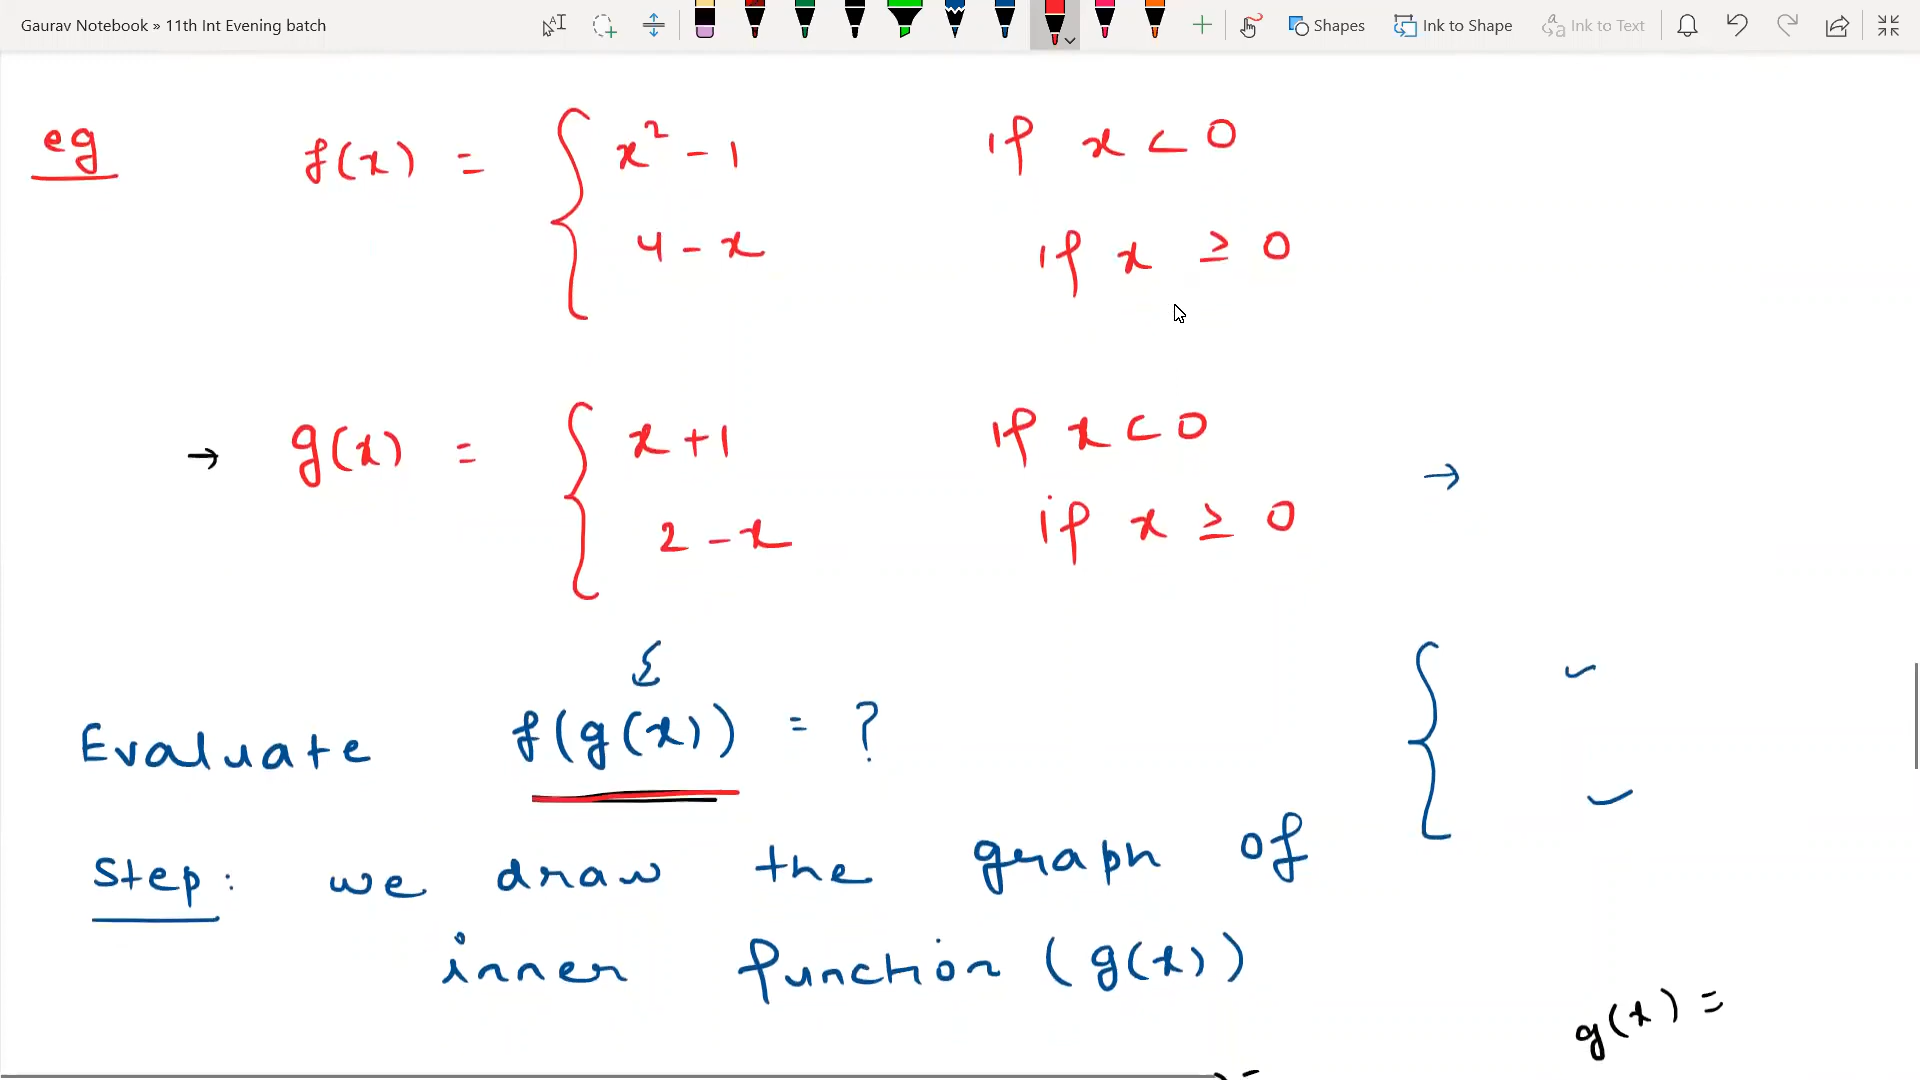 Gaurav Notebook » 11th Int Evening batch
Shapes Ink to Shape Ink to Text
eg f(x) = { x² - 1 if x < 0
4 - x if x ≥ 0
→ g(x) = { x + 1 if x < 0
2 - x if x ≥ 0 →
Evaluate f(g(x)) = ?
Step: we draw the graph of
inner function (g(x))
g(x) =